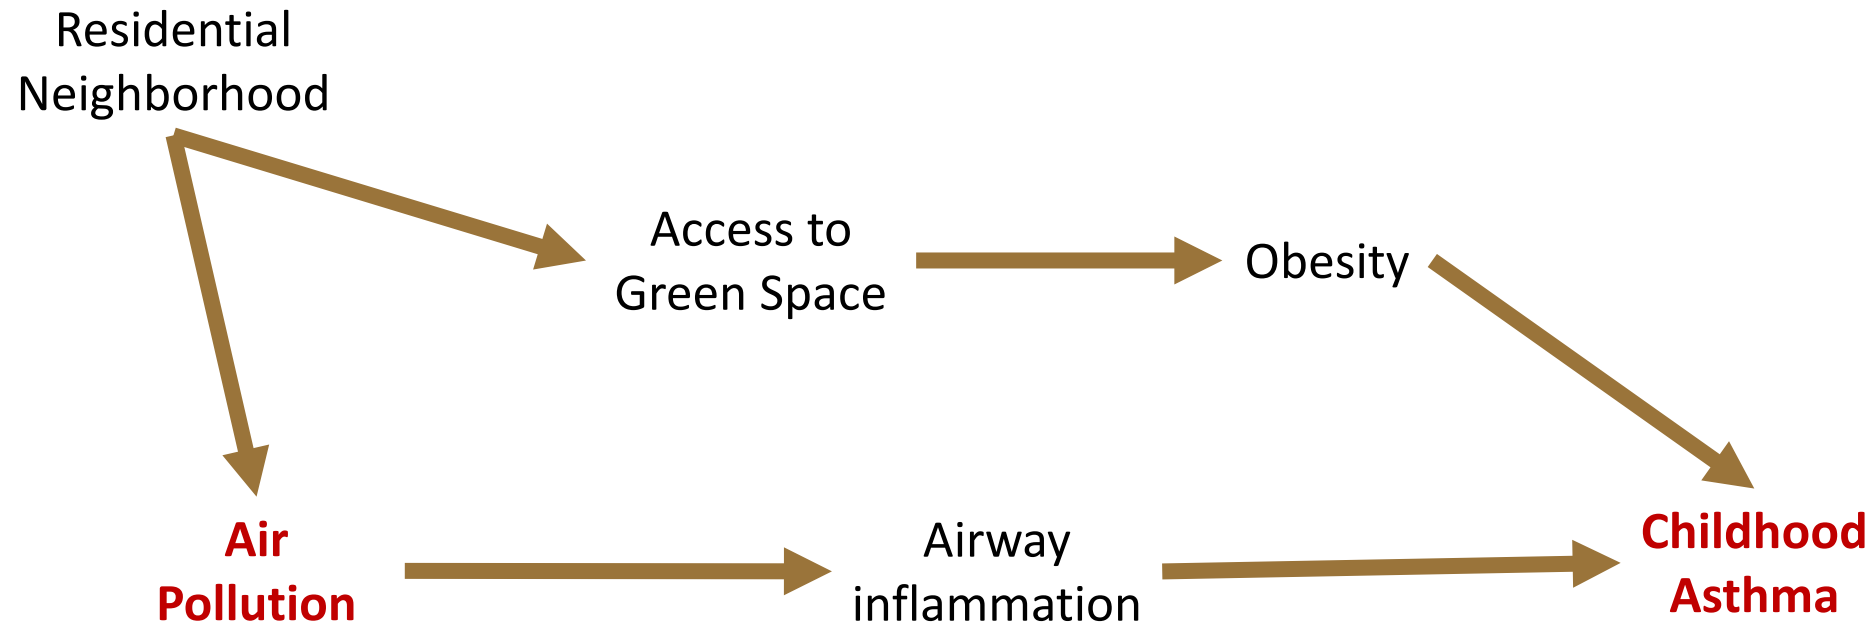 Residential
Neighborhood
Access to
Green Space
Obesity
Air
Pollution
Airway
inflammation
Childhood
Asthma